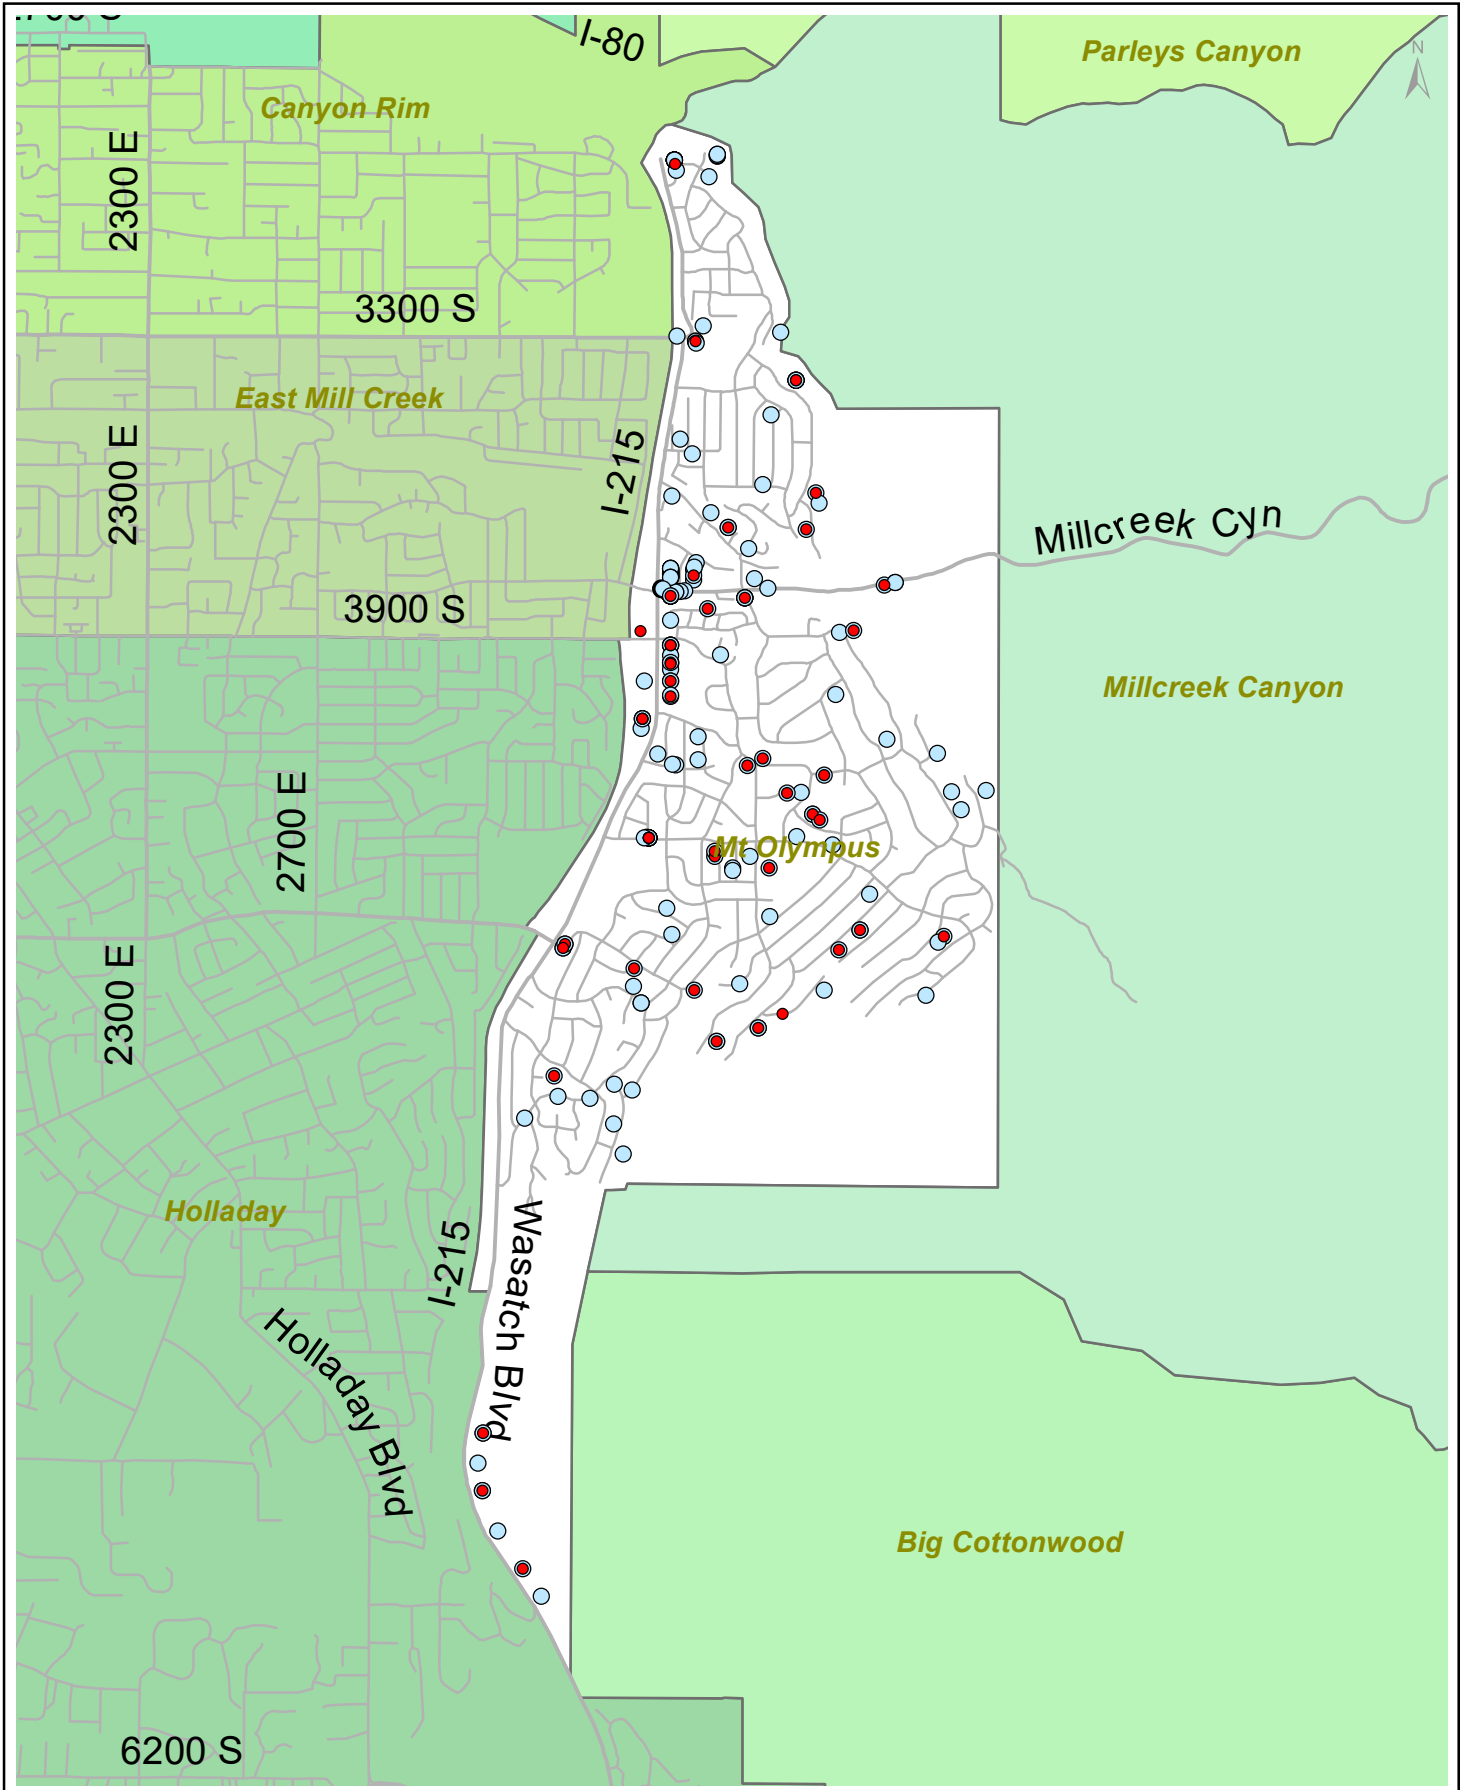 I-80
Parleys Canyon
N
Canyon Rim
2300 E
3300 S
East Mill Creek
2300 E
I-215
Millcreek Cyn
3900 S
Millcreek Canyon
2700 E
Mt Olympus
2300 E
Holladay
I-215
Wasatch Blvd
Holladay Blvd
Big Cottonwood
6200 S